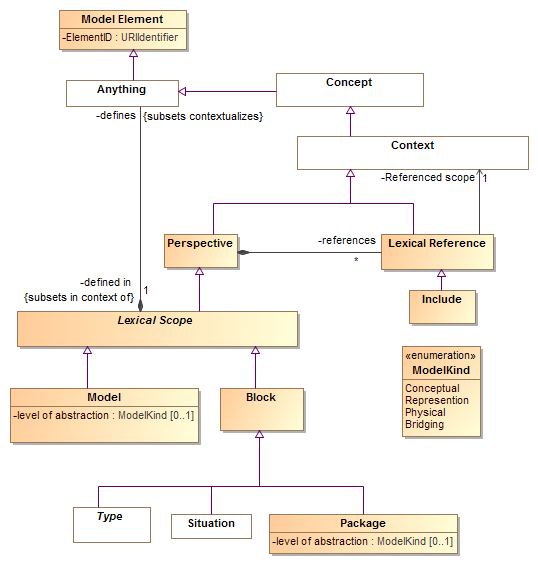 Model Element
-ElementID : URIIdentifier
Anything
Concept
-defines
{subsets contextualizes}
Context
-Referenced scope
1
Perspective
-references
*
Lexical Reference
-defined in
{subsets in context of}
1
Include
Lexical Scope
«enumeration»
ModelKind
Conceptual
Represention
Physical
Bridging
Model
-level of abstraction : ModelKind [0..1]
Block
Type
Situation
Package
-level of abstraction : ModelKind [0..1]